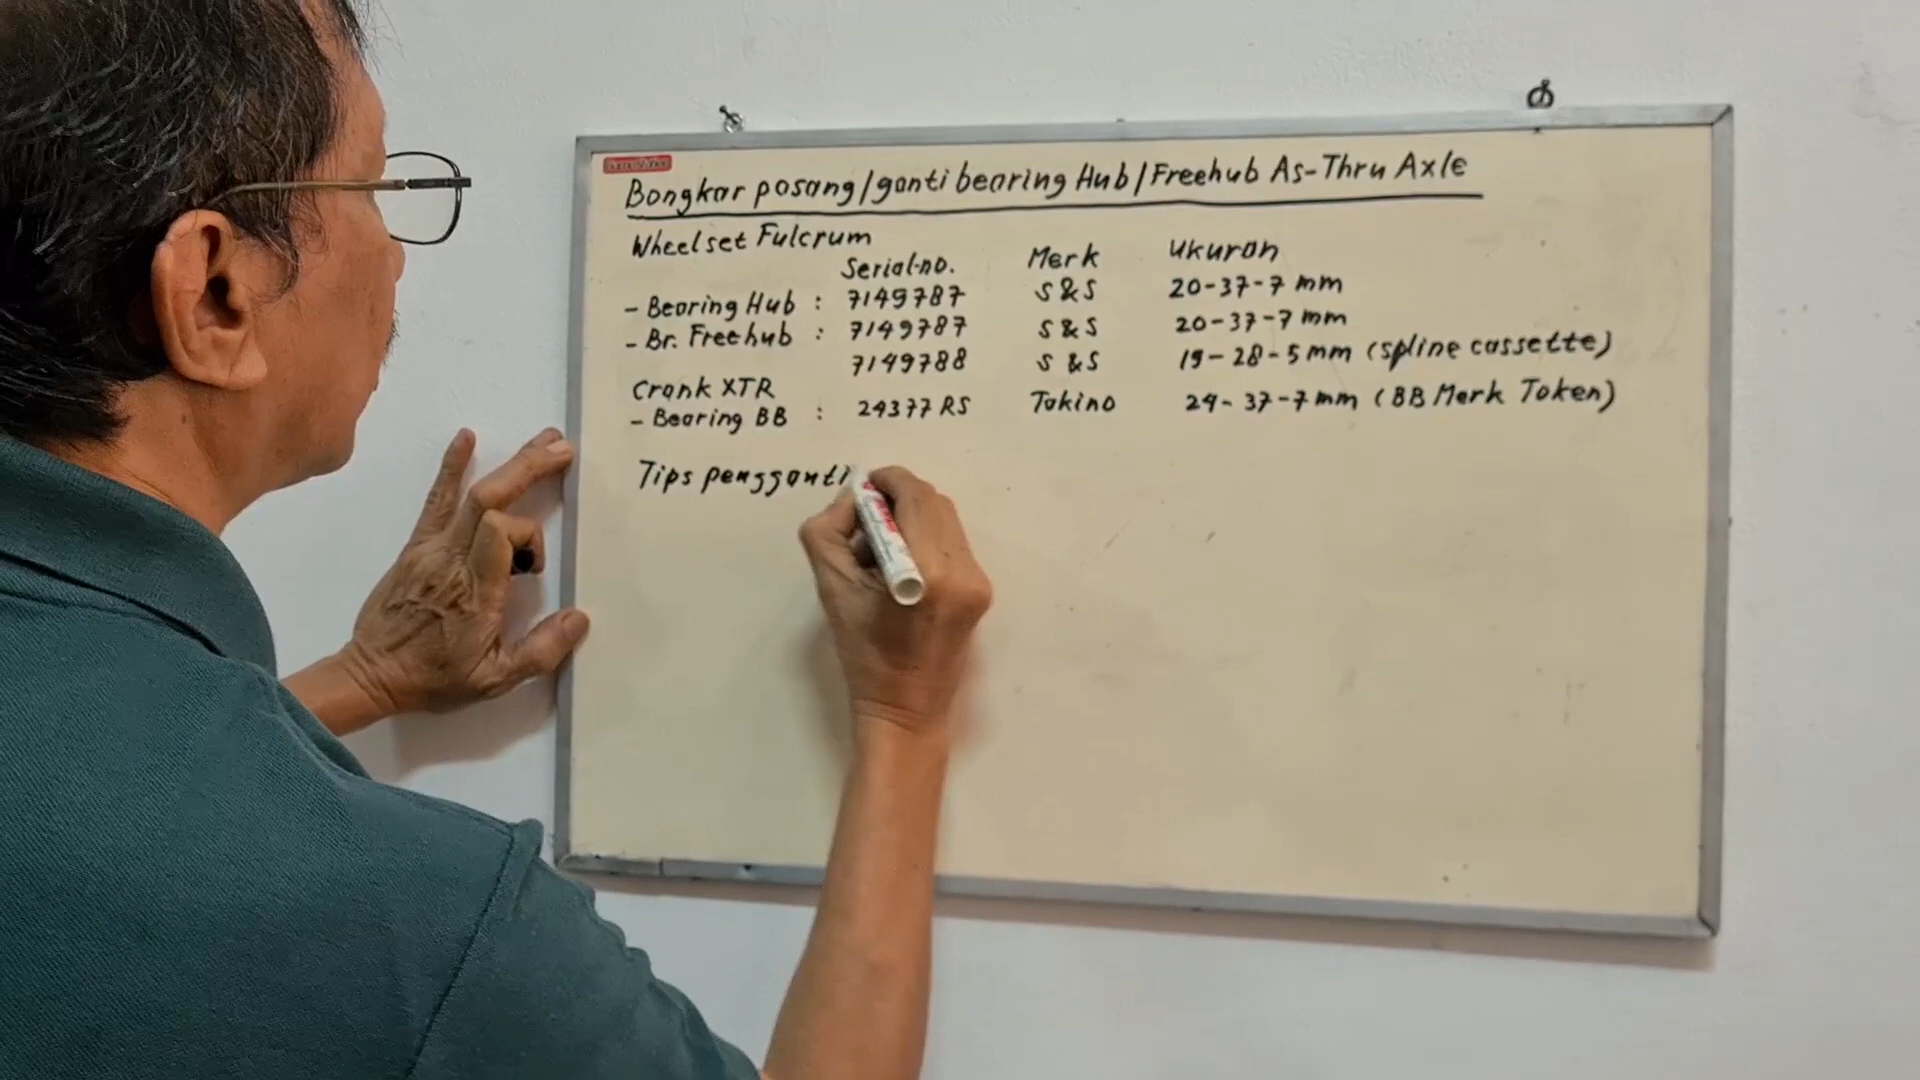 Bongkar pasang/ganti bearing Hub/Freehub As-Thru Axle
Wheelset Fulcrum
Serial-no. Merk Ukuran
- Bearing Hub : 7149787 S&S 20-37-7 mm
- Br. Freehub : 7149787 S&S 20-37-7 mm
7149788 S&S 19-28-5 mm (spline cassette)
Crank XTR
- Bearing BB : 24377 RS Takino 24-37-7 mm (BB Merk Token)
Tips pengganti